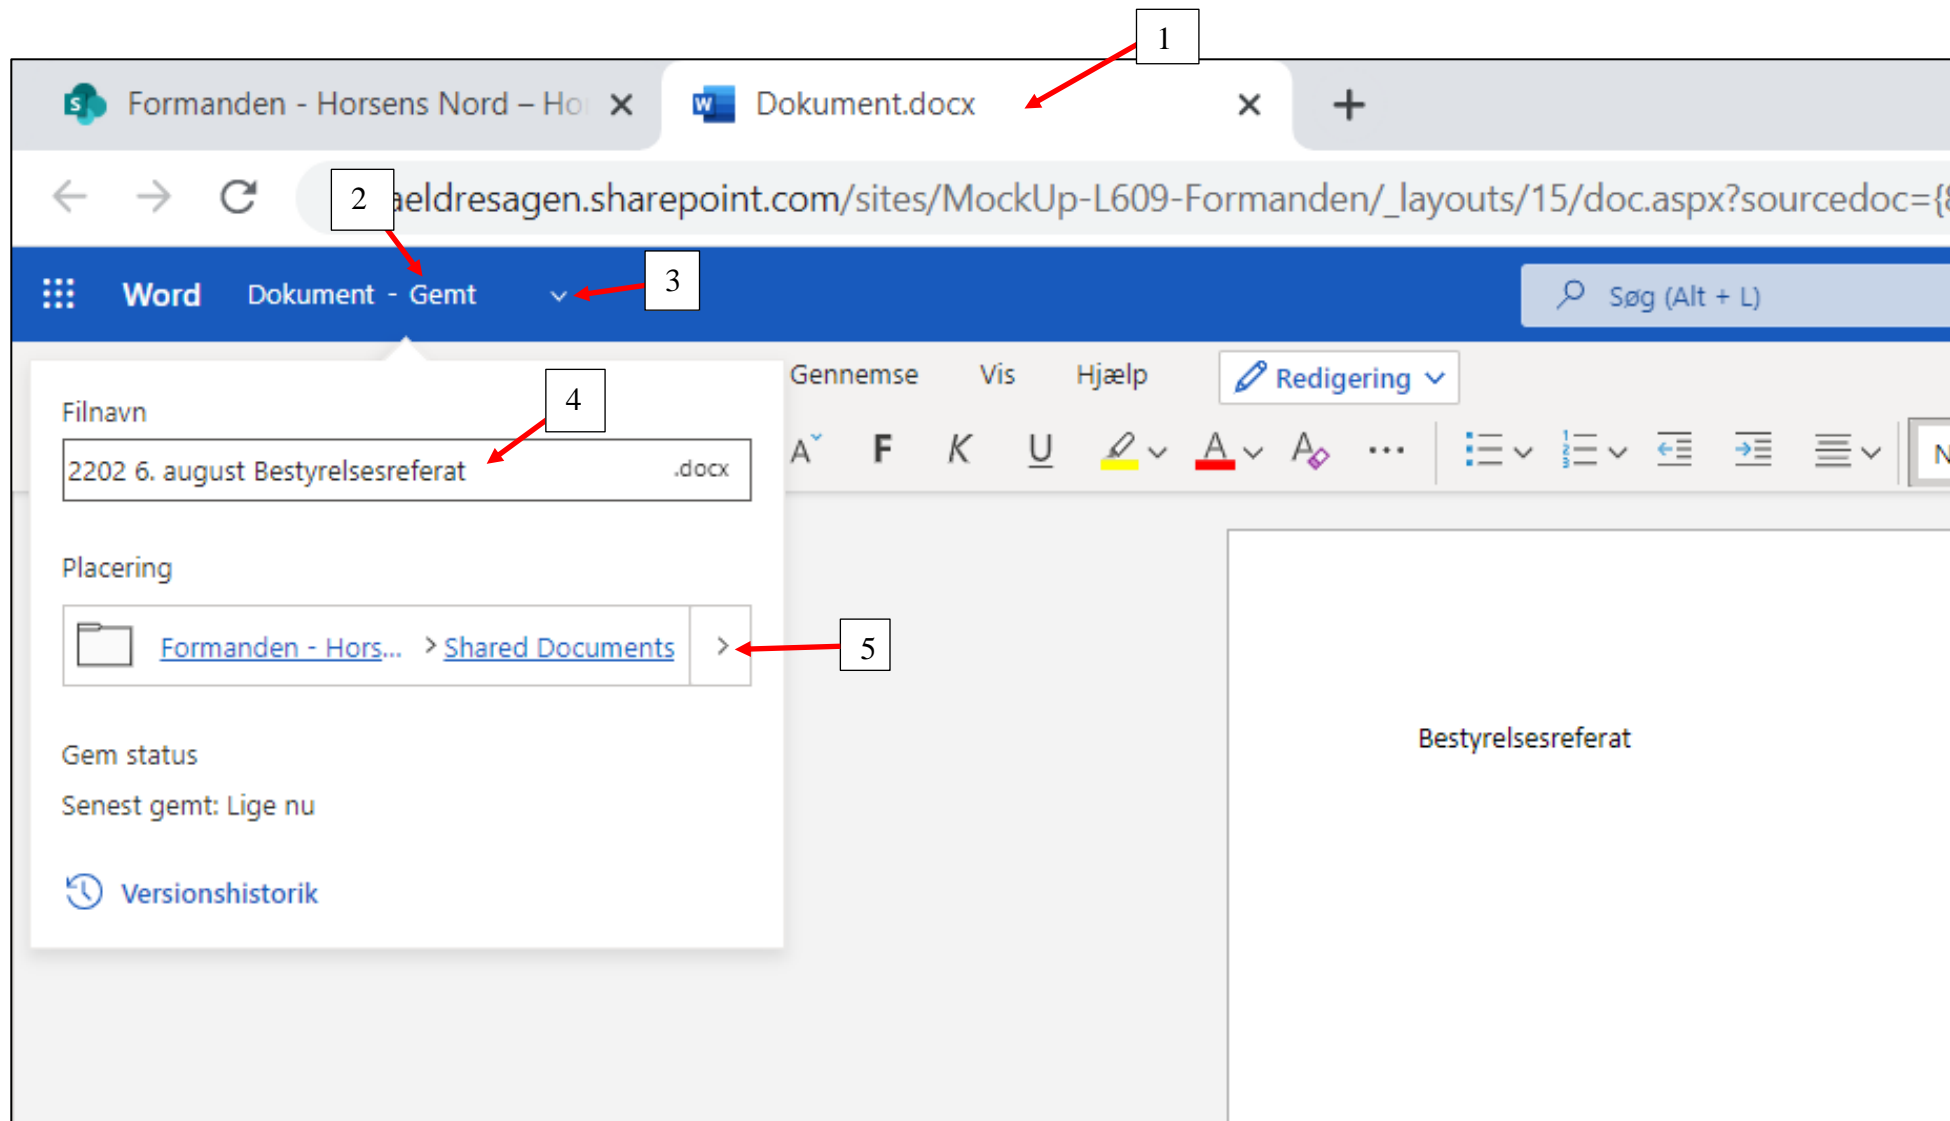 1
Formanden - Horsens Nord – Ho
Dokument.docx
2
aeldresagen.sharepoint.com/sites/MockUp-L609-Formanden/_layouts/15/doc.aspx?sourcedoc={8
Word Dokument - Gemt
3
Søg (Alt + L)
Gennemse Vis Hjælp Redigering
Filnavn
4
2202 6. august Bestyrelsesreferat .docx
A F K U A A ... N
Placering
Formanden - Hors... > Shared Documents >
5
Gem status
Senest gemt: Lige nu
Versionshistorik
Bestyrelsesreferat